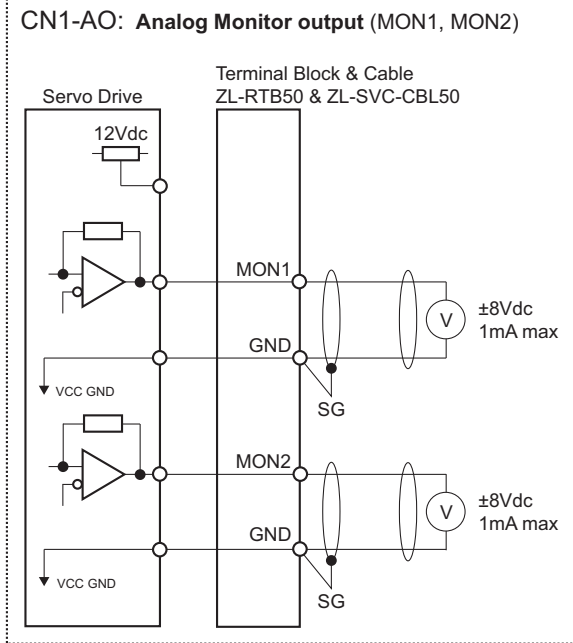 CN1-AO: Analog Monitor output (MON1, MON2)
Terminal Block & Cable
Servo Drive
ZL-RTB50 & ZL-SVC-CBL50
12Vdc
MON1
V
±8Vdc
1mA max
GND
VCC GND
SG
MON2
V
±8Vdc
1mA max
GND
VCC GND
SG